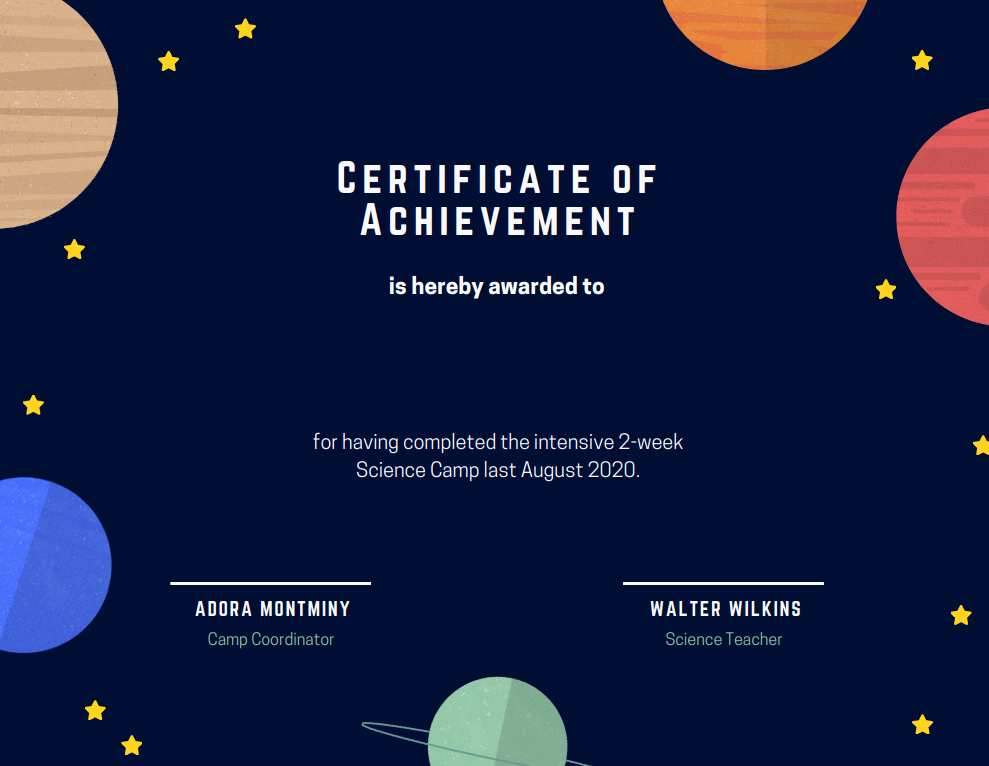 Certificate of
Achievement
is hereby awarded to
for having completed the intensive 2-week
Science Camp last August 2020.
ADORA MONTMINY
Camp Coordinator
WALTER WILKINS
Science Teacher